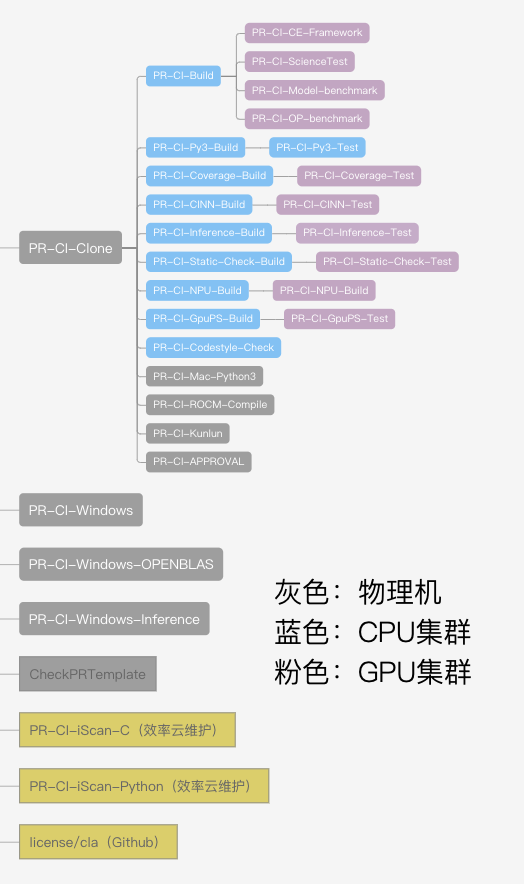 PR-CI-CE-Framework
PR-CI-ScienceTest
PR-CI-Build
PR-CI-Model-benchmark
PR-CI-OP-benchmark
PR-CI-Py3-Build
PR-CI-Py3-Test
PR-CI-Coverage-Build
PR-CI-Coverage-Test
PR-CI-CINN-Build
PR-CI-CINN-Test
PR-CI-Clone
PR-CI-Inference-Build
PR-CI-Inference-Test
PR-CI-Static-Check-Build
PR-CI-Static-Check-Test
PR-CI-NPU-Build
PR-CI-NPU-Build
PR-CI-GpuPS-Build
PR-CI-GpuPS-Test
PR-CI-Codestyle-Check
PR-CI-Mac-Python3
PR-CI-ROCM-Compile
PR-CI-Kunlun
PR-CI-APPROVAL
PR-CI-Windows
PR-CI-Windows-OPENBLAS
PR-CI-Windows-Inference
CheckPRTemplate
PR-CI-iScan-C（效率云维护）
PR-CI-iScan-Python（效率云维护）
license/cla（Github）
灰色：物理机
蓝色：CPU集群
粉色：GPU集群